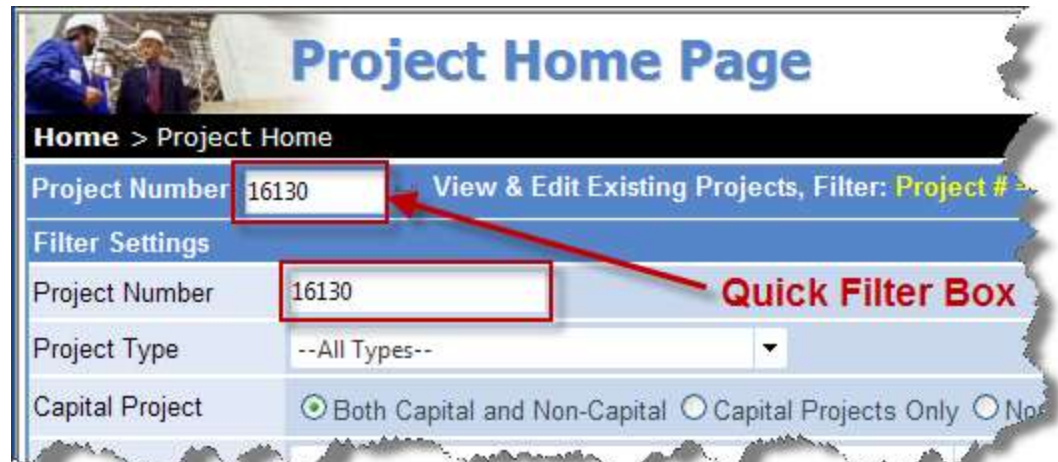 Project Home Page
Home > Project Home
Project Number 16130 View & Edit Existing Projects, Filter: Project #
Filter Settings
Project Number 16130
Quick Filter Box
Project Type --All Types--
Capital Project Both Capital and Non-Capital Capital Projects Only